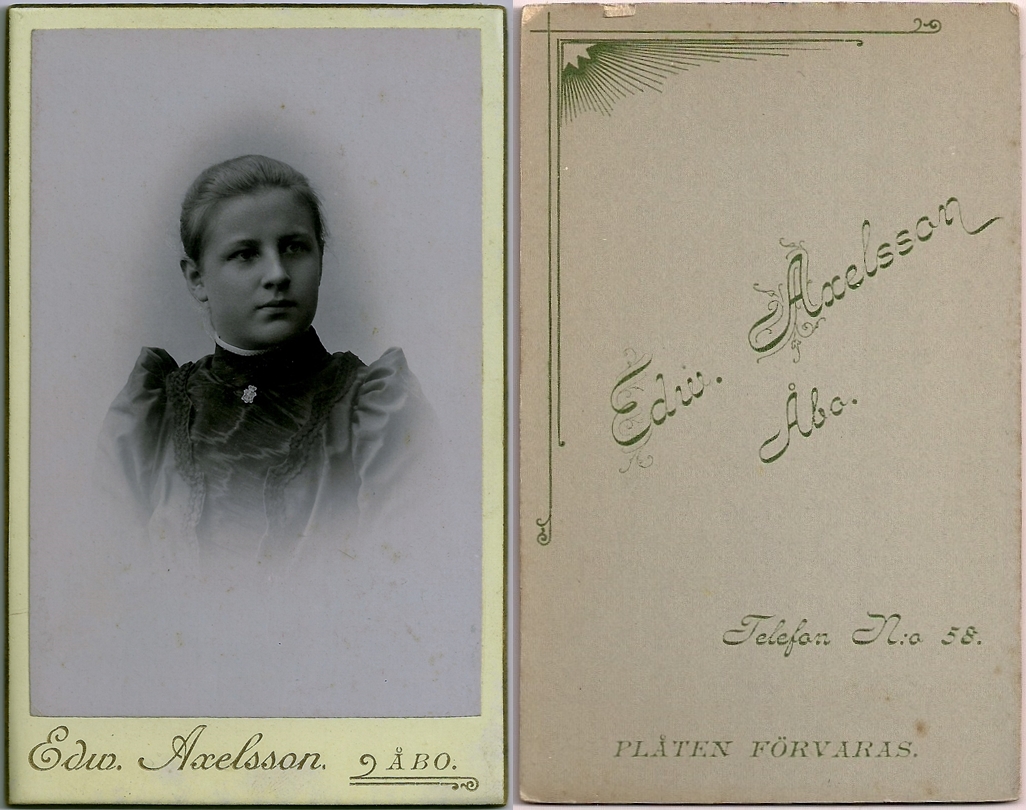 Edw. Axelsson. ÅBO.
Edw. Axelsson
Åbo.
Telefon N:o 58.
PLÅTEN FÖRVARAS.